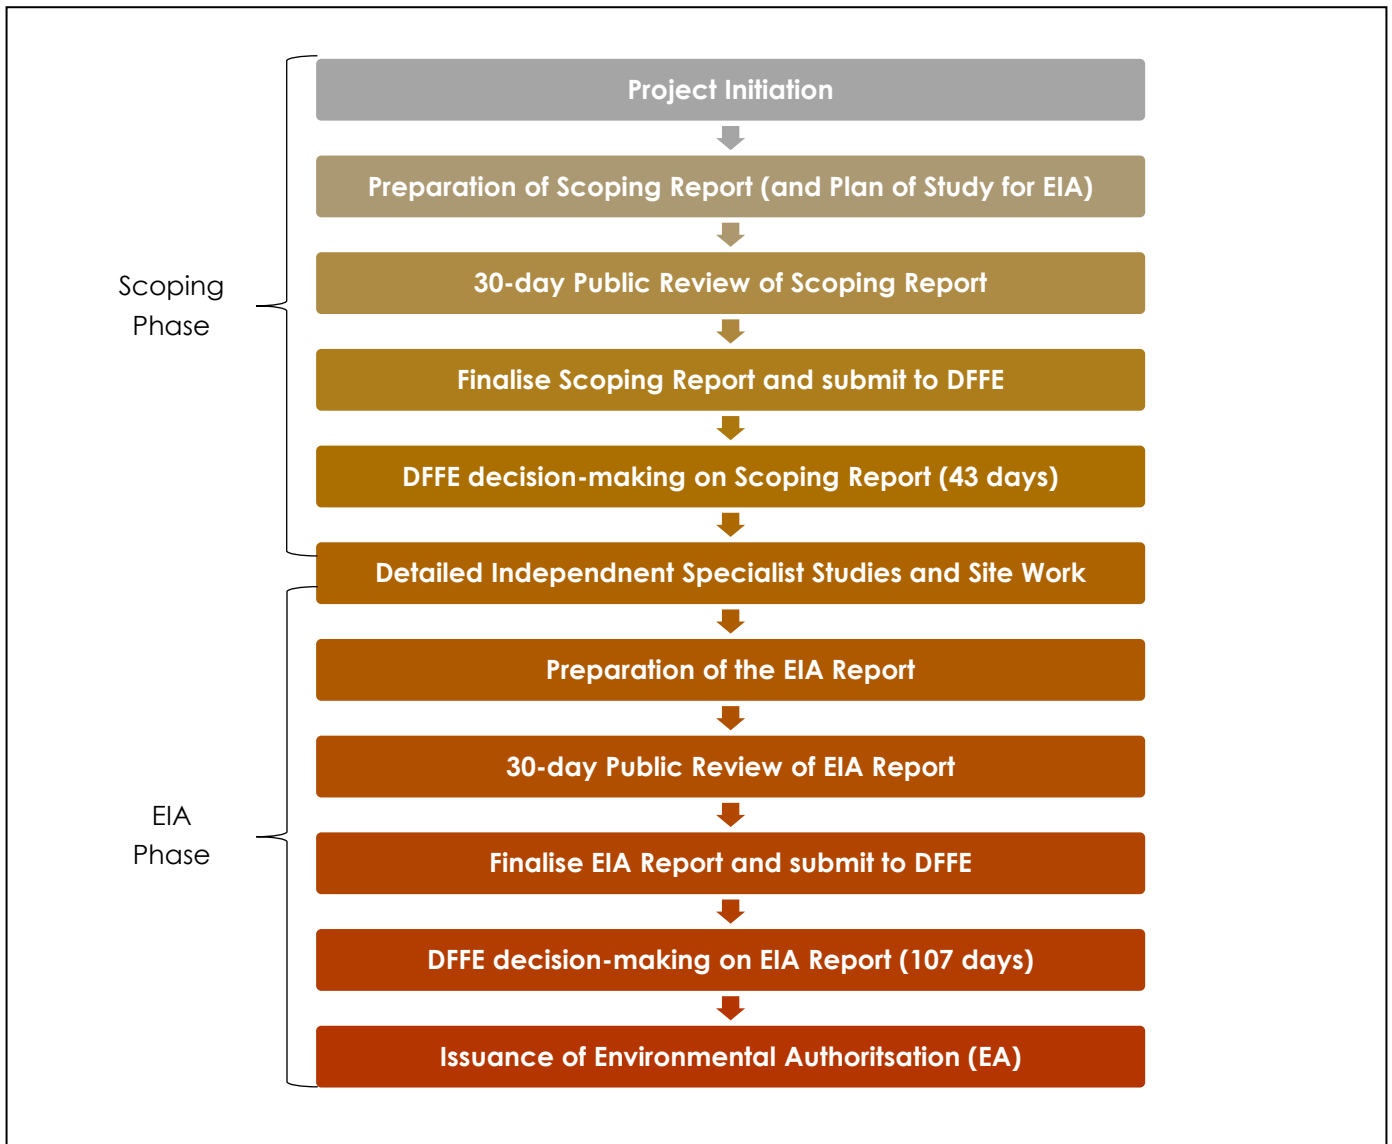 Project Initiation
Preparation of Scoping Report (and Plan of Study for EIA)
30-day Public Review of Scoping Report
Scoping
Phase
Finalise Scoping Report and submit to DFFE
DFFE decision-making on Scoping Report (43 days)
Detailed Independnent Specialist Studies and Site Work
Preparation of the EIA Report
30-day Public Review of EIA Report
EIA
Phase
Finalise EIA Report and submit to DFFE
DFFE decision-making on EIA Report (107 days)
Issuance of Environmental Authoritsation (EA)